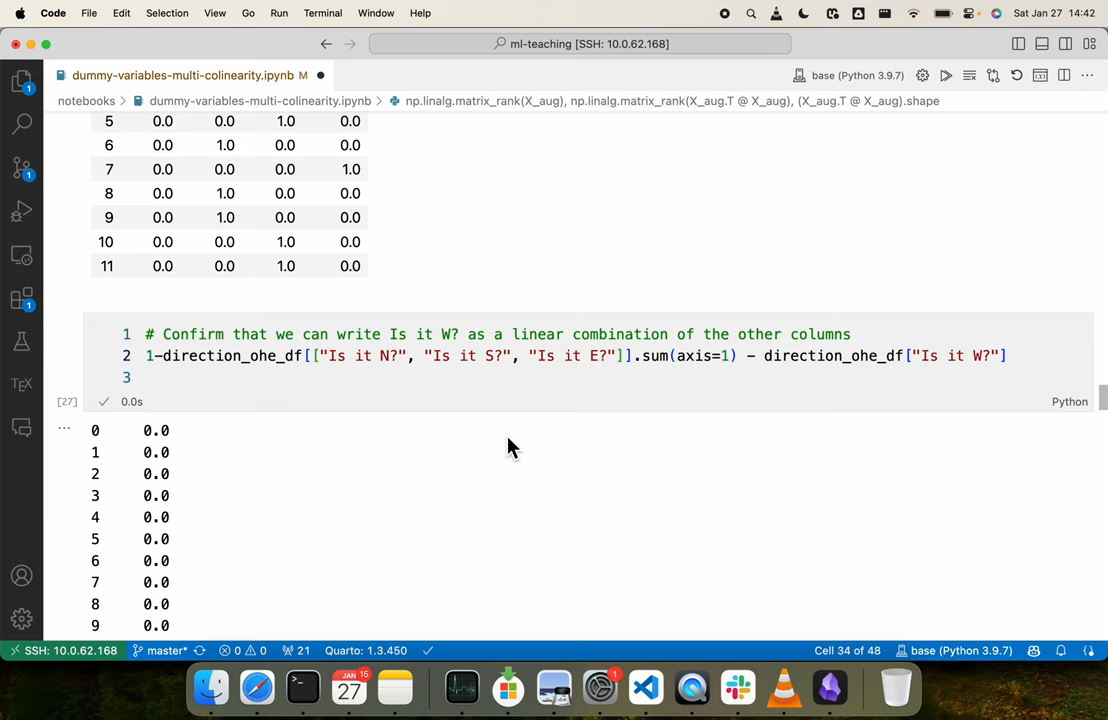 Code File Edit Selection View Go Run Terminal Window Help Sat Jan 27 14:42
ml-teaching [SSH: 10.0.62.168]
dummy-variables-multi-colinearity.ipynb M
base (Python 3.9.7)
notebooks > dummy-variables-multi-colinearity.ipynb > np.linalg.matrix_rank(X_aug), np.linalg.matrix_rank(X_aug.T @ X_aug), (X_aug.T @ X_aug).shape
5 0.0 0.0 1.0 0.0
6 0.0 1.0 0.0 0.0
7 0.0 0.0 0.0 1.0
8 0.0 1.0 0.0 0.0
9 0.0 1.0 0.0 0.0
10 0.0 0.0 1.0 0.0
11 0.0 0.0 1.0 0.0
1 # Confirm that we can write Is it W? as a linear combination of the other columns
2 1-direction_ohe_df[["Is it N?", "Is it S?", "Is it E?"]].sum(axis=1) - direction_ohe_df["Is it W?"]
3
[27] 0.0s Python
... 0 0.0
1 0.0
2 0.0
3 0.0
4 0.0
5 0.0
6 0.0
7 0.0
8 0.0
9 0.0
SSH: 10.0.62.168 master* 0 0 21 Quarto: 1.3.450 Cell 34 of 48 base (Python 3.9.7)
1
1
1
TEX
JAN 15
27
1